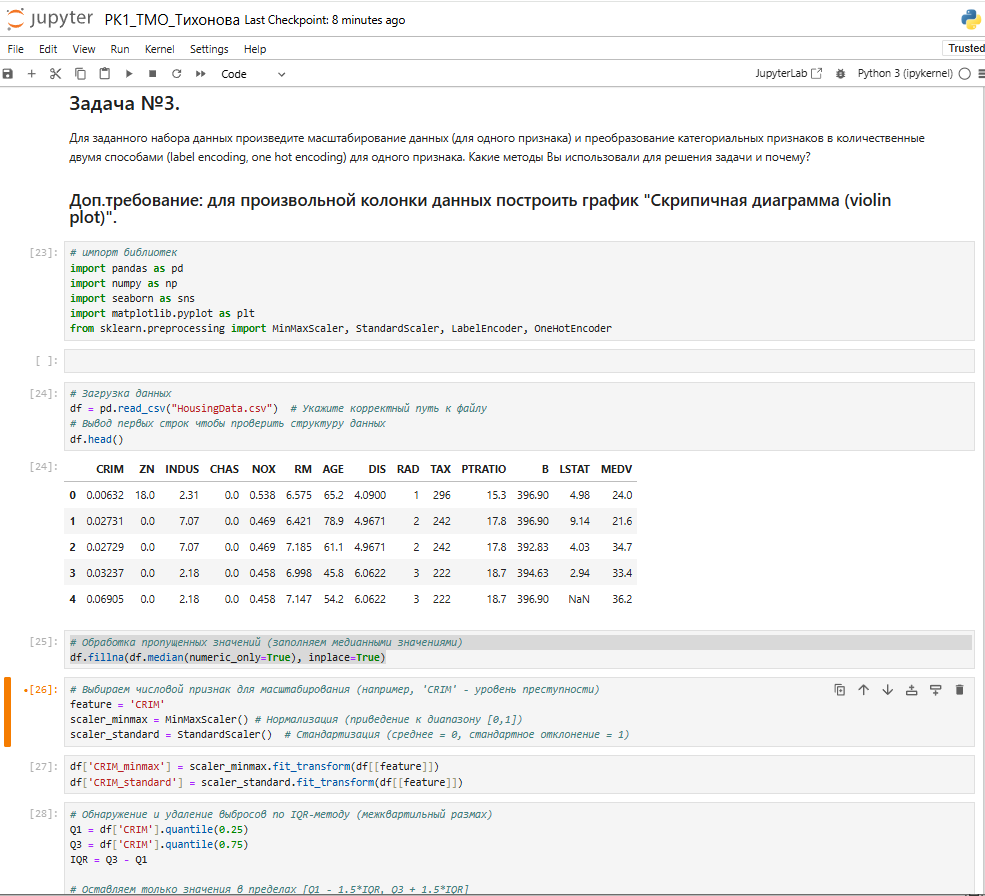 jupyter РК1_ТМО_Тихонова Last Checkpoint: 8 minutes ago
File Edit View Run Kernel Settings Help Trusted
Code JupyterLab Python 3 (ipykernel)
Задача №3.
Для заданного набора данных произведите масштабирование данных (для одного признака) и преобразование категориальных признаков в количественные
двумя способами (label encoding, one hot encoding) для одного признака. Какие методы Вы использовали для решения задачи и почему?
Доп.требование: для произвольной колонки данных построить график "Скрипичная диаграмма (violin
plot)".
[23]: # импорт библиотек
import pandas as pd
import numpy as np
import seaborn as sns
import matplotlib.pyplot as plt
from sklearn.preprocessing import MinMaxScaler, StandardScaler, LabelEncoder, OneHotEncoder
[ ]:
[24]: # Загрузка данных
df = pd.read_csv("HousingData.csv") # Укажите корректный путь к файлу
# Вывод первых строк чтобы проверить структуру данных
df.head()
[24]: CRIM ZN INDUS CHAS NOX RM AGE DIS RAD TAX PTRATIO B LSTAT MEDV
0 0.00632 18.0 2.31 0.0 0.538 6.575 65.2 4.0900 1 296 15.3 396.90 4.98 24.0
1 0.02731 0.0 7.07 0.0 0.469 6.421 78.9 4.9671 2 242 17.8 396.90 9.14 21.6
2 0.02729 0.0 7.07 0.0 0.469 7.185 61.1 4.9671 2 242 17.8 392.83 4.03 34.7
3 0.03237 0.0 2.18 0.0 0.458 6.998 45.8 6.0622 3 222 18.7 394.63 2.94 33.4
4 0.06905 0.0 2.18 0.0 0.458 7.147 54.2 6.0622 3 222 18.7 396.90 NaN 36.2
[25]: # Обработка пропущенных значений (заполняем медианными значениями)
df.fillna(df.median(numeric_only=True), inplace=True)
[26]: # Выбираем числовой признак для масштабирования (например, 'CRIM' - уровень преступности)
feature = 'CRIM'
scaler_minmax = MinMaxScaler() # Нормализация (приведение к диапазону [0,1])
scaler_standard = StandardScaler() # Стандартизация (среднее = 0, стандартное отклонение = 1)
[27]: df['CRIM_minmax'] = scaler_minmax.fit_transform(df[[feature]])
df['CRIM_standard'] = scaler_standard.fit_transform(df[[feature]])
[28]: # Обнаружение и удаление выбросов по IQR-методу (межквартильный размах)
Q1 = df['CRIM'].quantile(0.25)
Q3 = df['CRIM'].quantile(0.75)
IQR = Q3 - Q1
# Оставляем только значения в пределах [Q1 - 1.5*IQR, Q3 + 1.5*IQR]